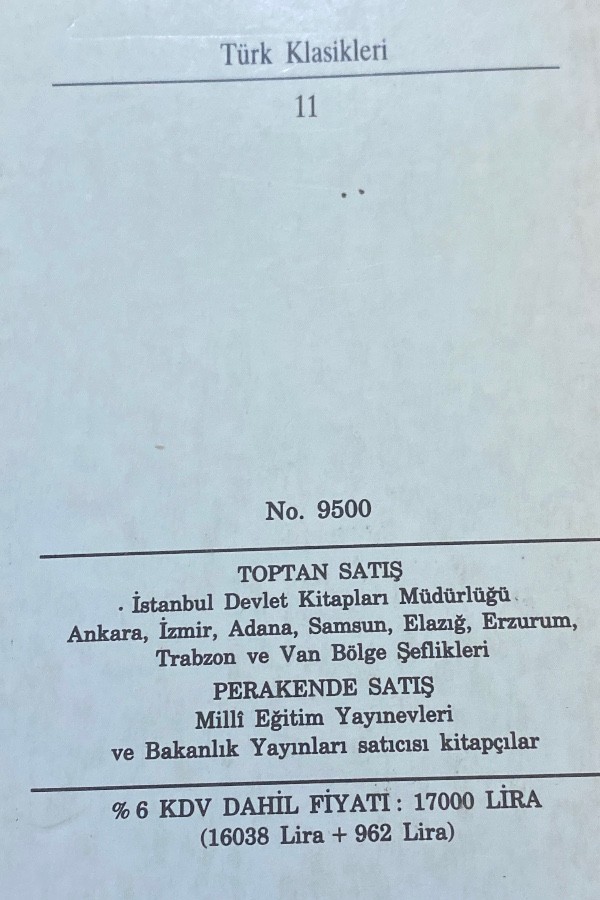 Türk Klasikleri
11
No. 9500
TOPTAN SATIŞ
İstanbul Devlet Kitapları Müdürlüğü
Ankara, İzmir, Adana, Samsun, Elazığ, Erzurum,
Trabzon ve Van Bölge Şeflikleri
PERAKENDE SATIŞ
Millî Eğitim Yayınevleri
ve Bakanlık Yayınları satıcısı kitapçılar
% 6 KDV DAHİL FİYATI : 17000 LİRA
(16038 Lira + 962 Lira)